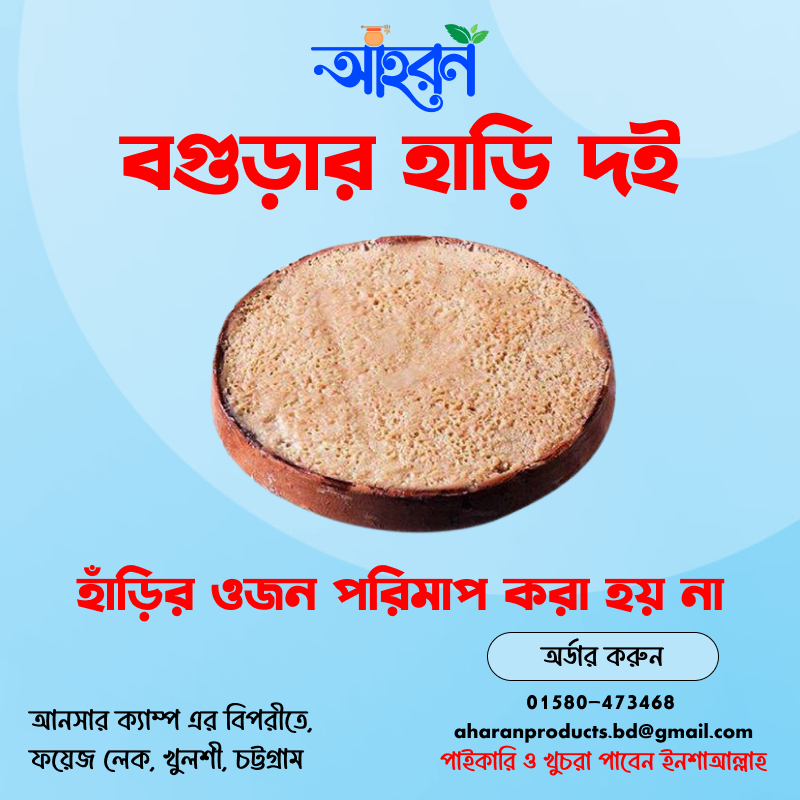 আহরন
বগুড়ার হাড়ি দই
হাঁড়ির ওজন পরিমাপ করা হয় না
অর্ডার করুন
01580-473468
aharanproducts.bd@gmail.com
পাইকারি ও খুচরা পাবেন ইনশাআল্লাহ
আনসার ক্যাম্প এর বিপরীতে,
ফয়েজ লেক, খুলশী, চট্টগ্রাম